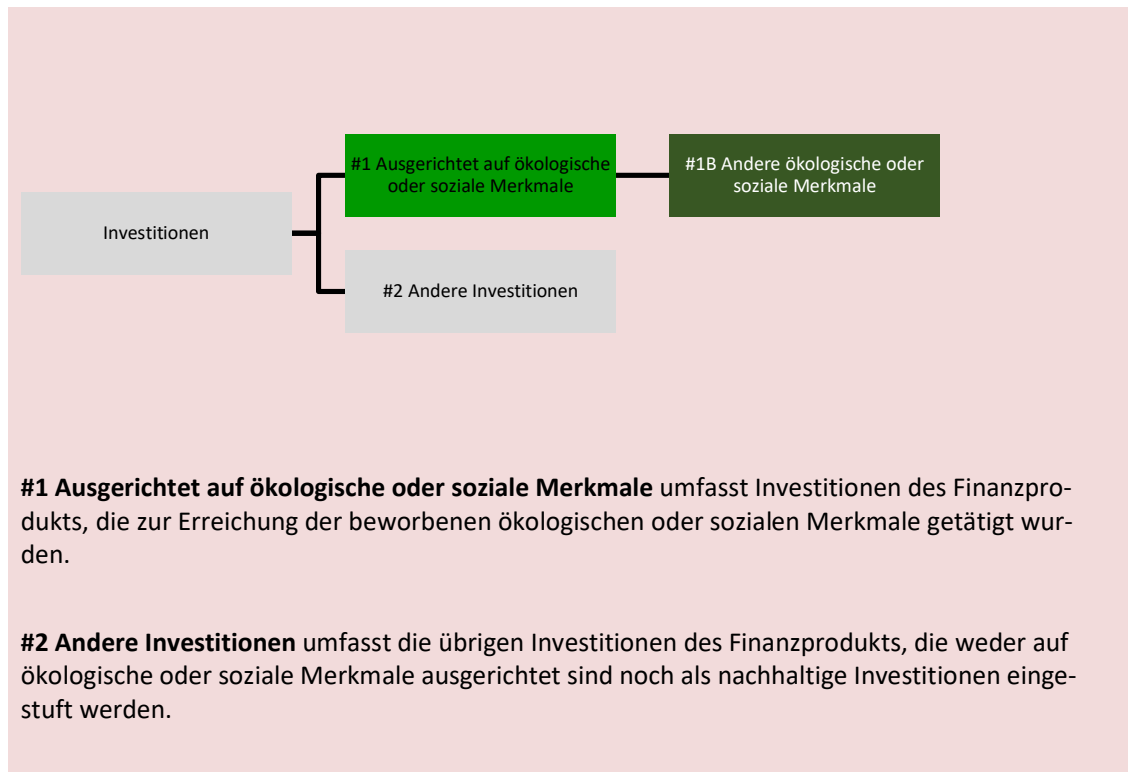 #1 Ausgerichtet auf ökologische
oder soziale Merkmale
#1B Andere ökologische oder
soziale Merkmale
Investitionen
#2 Andere Investitionen
#1 Ausgerichtet auf ökologische oder soziale Merkmale umfasst Investitionen des Finanzpro-
dukts, die zur Erreichung der beworbenen ökologischen oder sozialen Merkmale getätigt wur-
den.
#2 Andere Investitionen umfasst die übrigen Investitionen des Finanzprodukts, die weder auf
ökologische oder soziale Merkmale ausgerichtet sind noch als nachhaltige Investitionen einge-
stuft werden.